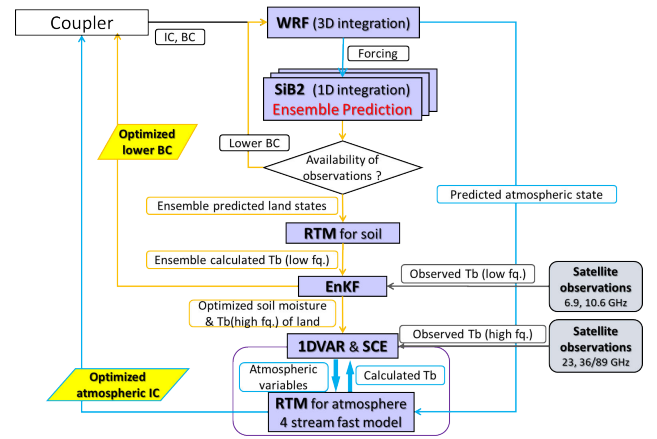 Coupler
IC, BC
WRF (3D integration)
Forcing
SiB2 (1D integration)
Ensemble Prediction
Optimized
lower BC
Lower BC
Availability of
observations ?
Ensemble predicted land states
Predicted atmospheric state
RTM for soil
Ensemble calculated Tb (low fq.)
Observed Tb (low fq.)
Satellite
observations
6.9, 10.6 GHz
EnKF
Optimized soil moisture
& Tb(high fq.) of land
Observed Tb (high fq.)
Satellite
observations
23, 36/89 GHz
1DVAR & SCE
Atmospheric
variables
Calculated Tb
Optimized
atmospheric IC
RTM for atmosphere
4 stream fast model